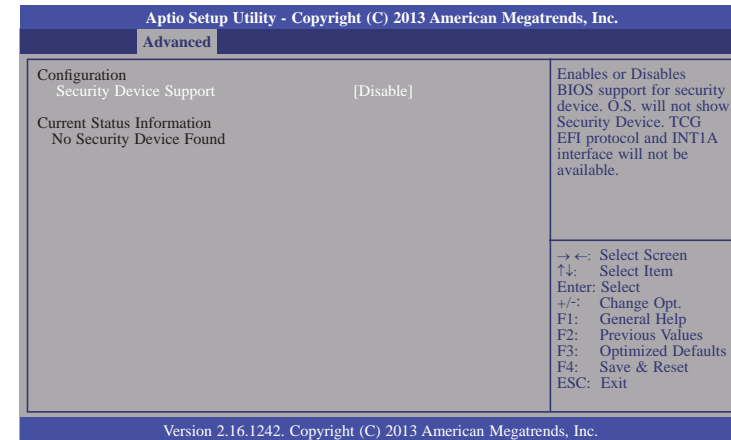 Aptio Setup Utility - Copyright (C) 2013 American Megatrends, Inc.
Advanced
Configuration
Security Device Support [Disable]
Current Status Information
No Security Device Found
Enables or Disables
BIOS support for security
device. O.S. will not show
Security Device. TCG
EFI protocol and INT1A
interface will not be
available.
→ ←: Select Screen
↑↓: Select Item
Enter: Select
+/-: Change Opt.
F1: General Help
F2: Previous Values
F3: Optimized Defaults
F4: Save & Reset
ESC: Exit
Version 2.16.1242. Copyright (C) 2013 American Megatrends, Inc.